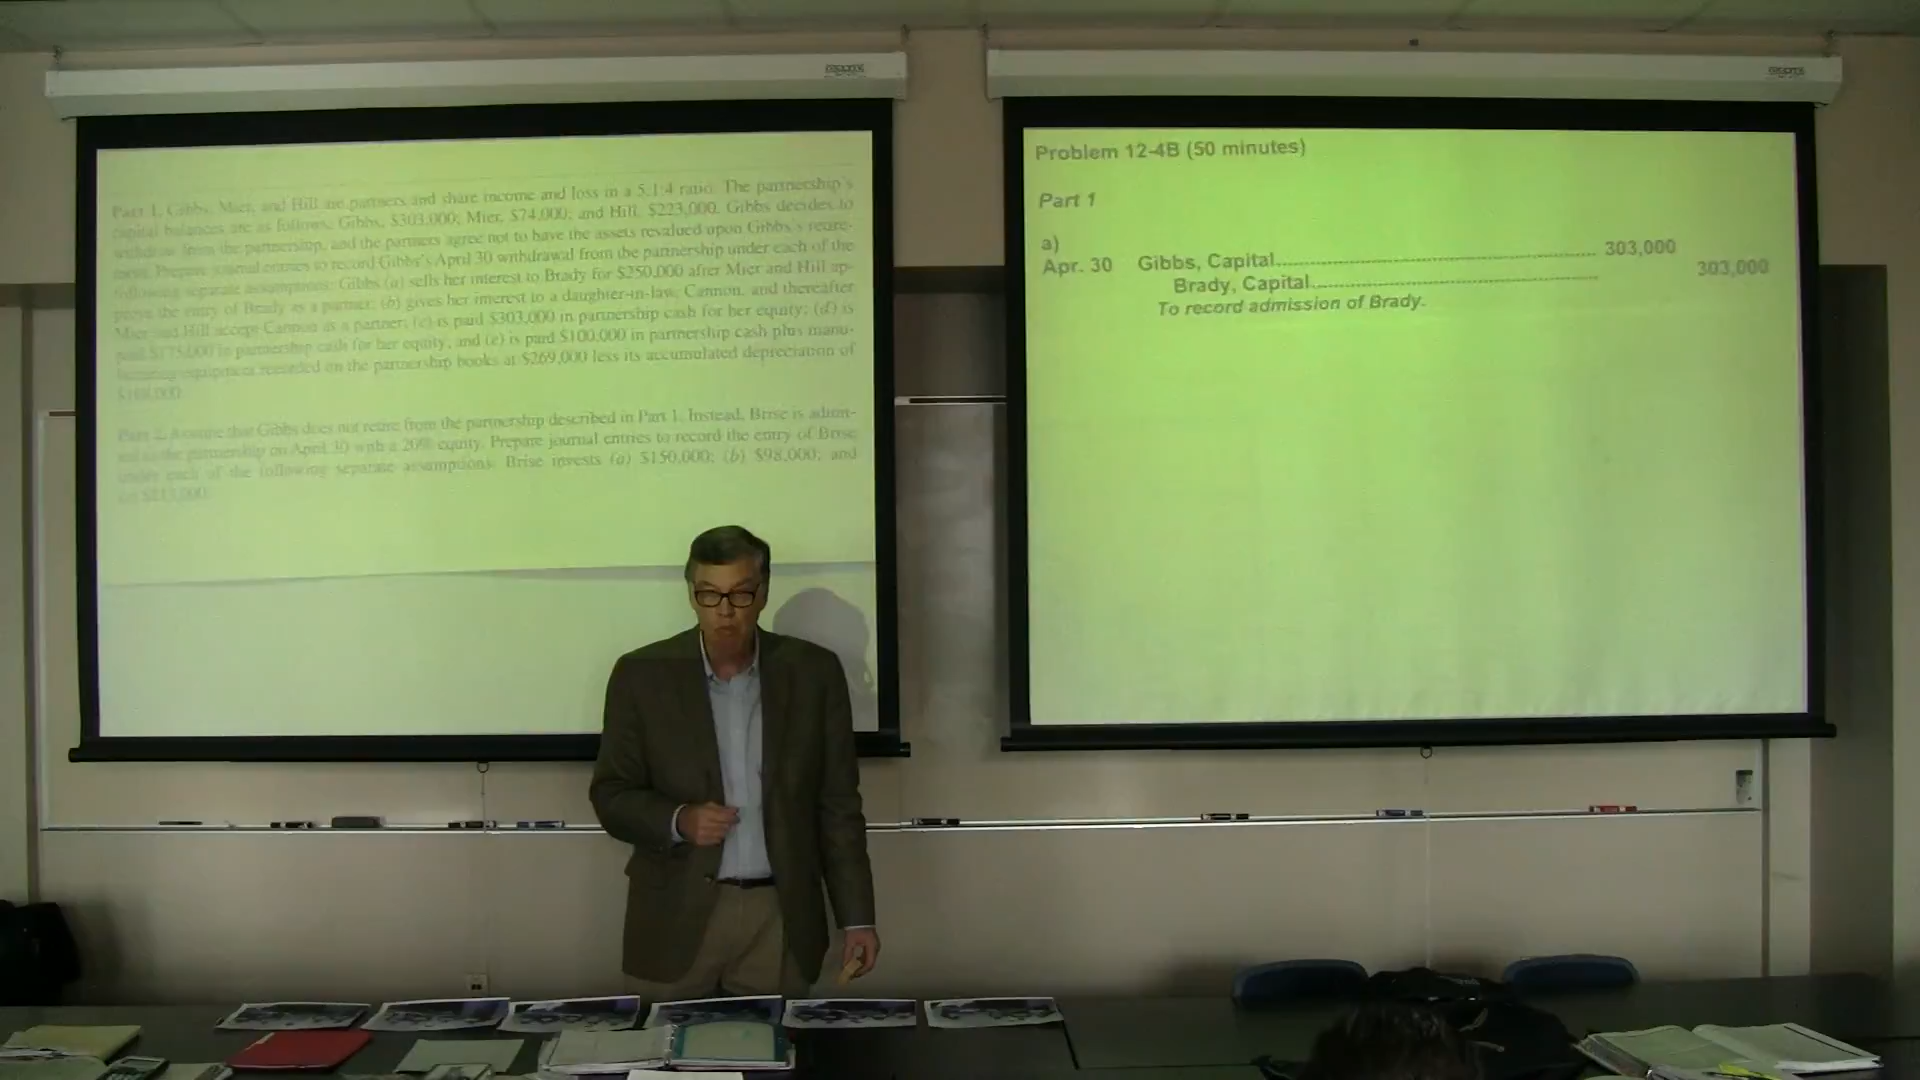 Part 1. Gibbs, Mier, and Hill are partners and share income and loss in a 5:1:4 ratio. The partnership's
capital balances are as follows: Gibbs, $303,000; Mier, $74,000; and Hill, $223,000. Gibbs decides to
withdraw from the partnership, and the partners agree not to have the assets revalued upon Gibbs's retire-
ment. Prepare journal entries to record Gibbs's April 30 withdrawal from the partnership under each of the
following separate assumptions: Gibbs (a) sells her interest to Brady for $250,000 after Mier and Hill ap-
prove the entry of Brady as a partner; (b) gives her interest to a daughter-in-law, Cannon, and thereafter
Mier and Hill accept Cannon as a partner; (c) is paid $303,000 in partnership cash for her equity; (d) is
paid $175,000 in partnership cash for her equity; and (e) is paid $100,000 in partnership cash plus manu-
facturing equipment recorded on the partnership books at $269,000 less its accumulated depreciation of
Part 2. Assume that Gibbs does not retire from the partnership described in Part 1. Instead, Brise is admit-
ted to the partnership on April 30 with a 20% equity. Prepare journal entries to record the entry of Brise
under each of the following separate assumptions: Brise invests (a) $150,000; (b) $98,000; and
Problem 12-4B (50 minutes)
Part 1
a)
Apr. 30 Gibbs, Capital 303,000
Brady, Capital 303,000
To record admission of Brady.